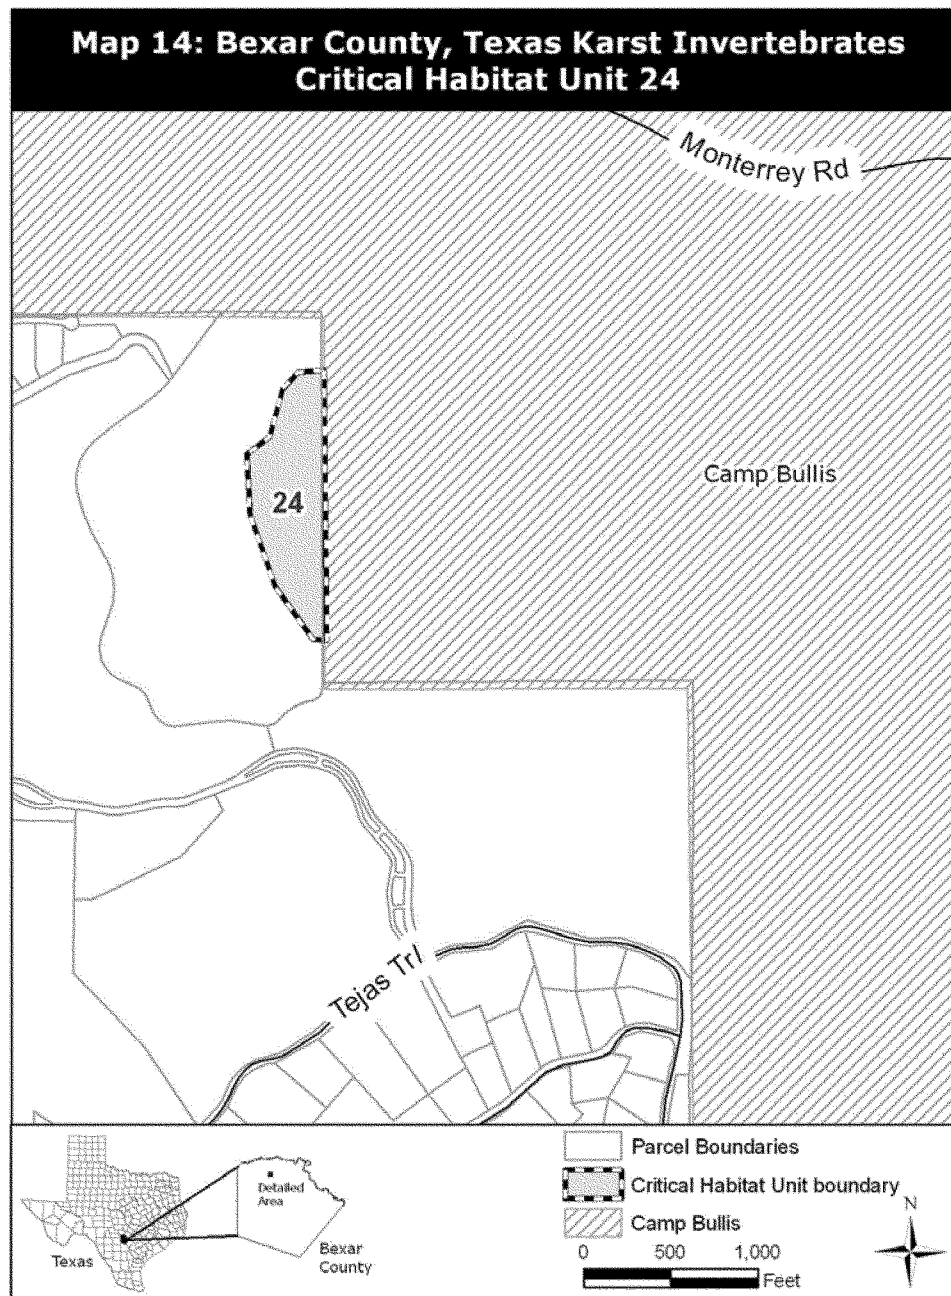 Map 14: Bexar County, Texas Karst Invertebrates
Critical Habitat Unit 24
Monterrey Rd
Camp Bullis
24
Tejas Trl
Texas
Detailed
Area
Bexar
County
Parcel Boundaries
Critical Habitat Unit boundary
Camp Bullis
0 500 1,000
Feet
N